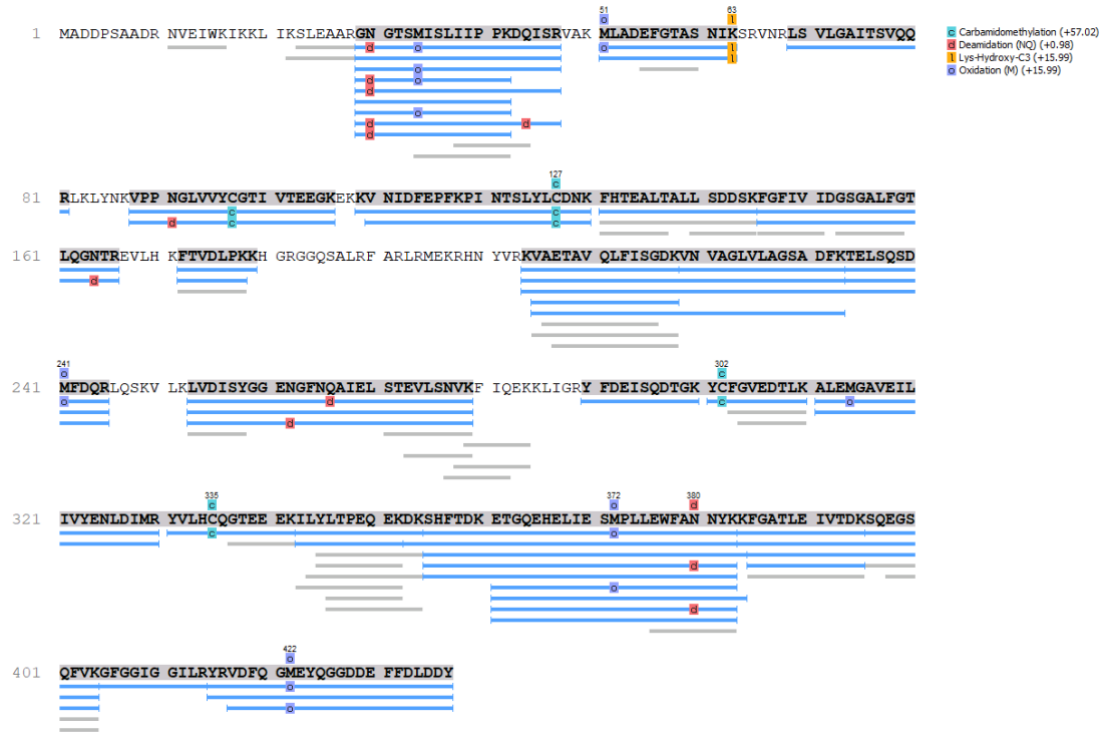 51 63
o l
1 MADDPSAADR NVEIWKIKKL IKSLEAARGN GTSMISLIIP PKDQISRVAK MLADEFGTAS NIKSRVNRLS VLGAITSVQQ
d o o l
l
o
d o
d
o
d d
d
c Carbamidomethylation (+57.02)
d Deamidation (NQ) (+0.98)
l Lys-Hydroxy-C3 (+15.99)
o Oxidation (M) (+15.99)
127
c
81 RLKLYNKVPP NGLVVYCGTI VTEEGKEKKV NIDFEPFKPI NTSLYLCDNK FHTEALTALL SDDSKFGFIV IDGSGALFGT
c c
d c c
161 LQGNTREVLH KFTVDLPKKH GRGGQSALRF ARLRMEKRHN YVRKVAETAV QLFISGDKVN VAGLVLAGSA DFKTELSQSD
d
241 302
o c
241 MFDQRLQSKV LKLVDISYGG ENGFNQAIEL STEVLSNVKF IQEKKLIGRY FDEISQDTGK YCFGVEDTLK ALEMGAVEIL
o d c o
d
335 372 380
c o d
321 IVYENLDIMR YVLHCQGTEE EKILYLTPEQ EKDKSHFTDK ETGQEHELIE SMPLLEWFAN NYKKFGATLE IVTDKSQEGS
c o
d
o
d
422
o
401 QFVKGFGGIG GILRYRVDFQ GMEYQGGDDE FFDLDDY
o
o